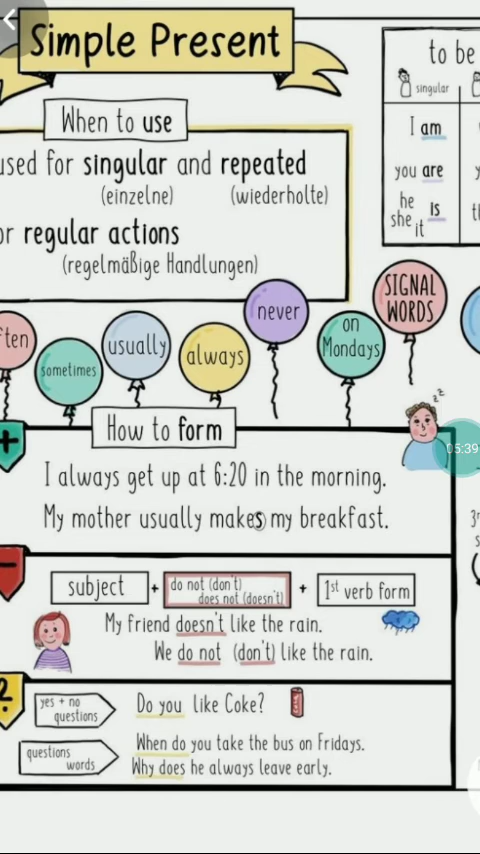 Simple Present
When to use
used for singular and repeated
(einzelne) (wiederholte)
or regular actions
(regelmäßige Handlungen)
to be
singular
I am
you are
he
she is
it
sometimes
usually
always
never
on
Mondays
SIGNAL
WORDS
How to form
+
05:39
I always get up at 6:20 in the morning.
My mother usually makes my breakfast.
-
subject + do not (don't) + 1st verb form
does not (doesn't)
My friend doesn't like the rain.
We do not (don't) like the rain.
?
yes + no
questions
Do you like Coke?
questions
words
When do you take the bus on Fridays.
Why does he always leave early.